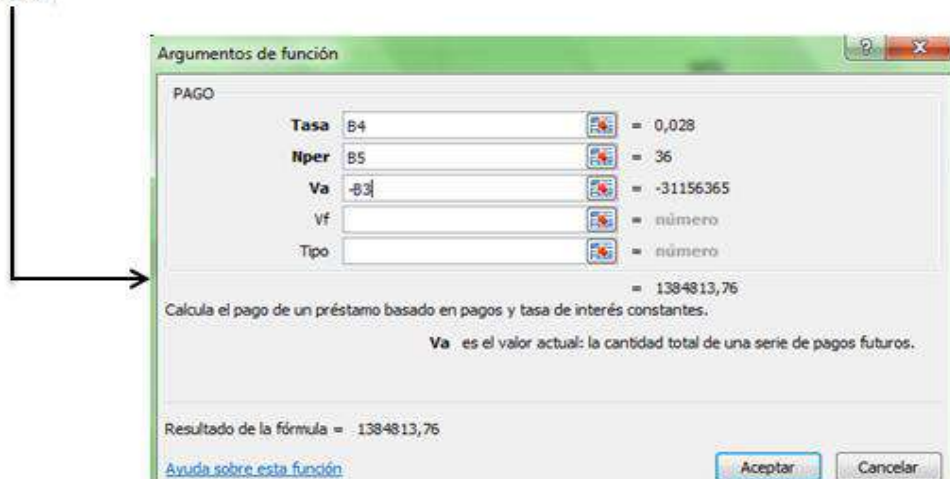 Argumentos de función
PAGO
Tasa B4 = 0,028
Nper B5 = 36
Va -B3 = -31156365
Vf = número
Tipo = número
= 1384813,76
Calcula el pago de un préstamo basado en pagos y tasa de interés constantes.
Va es el valor actual: la cantidad total de una serie de pagos futuros.
Resultado de la fórmula = 1384813,76
Ayuda sobre esta función
Aceptar Cancelar